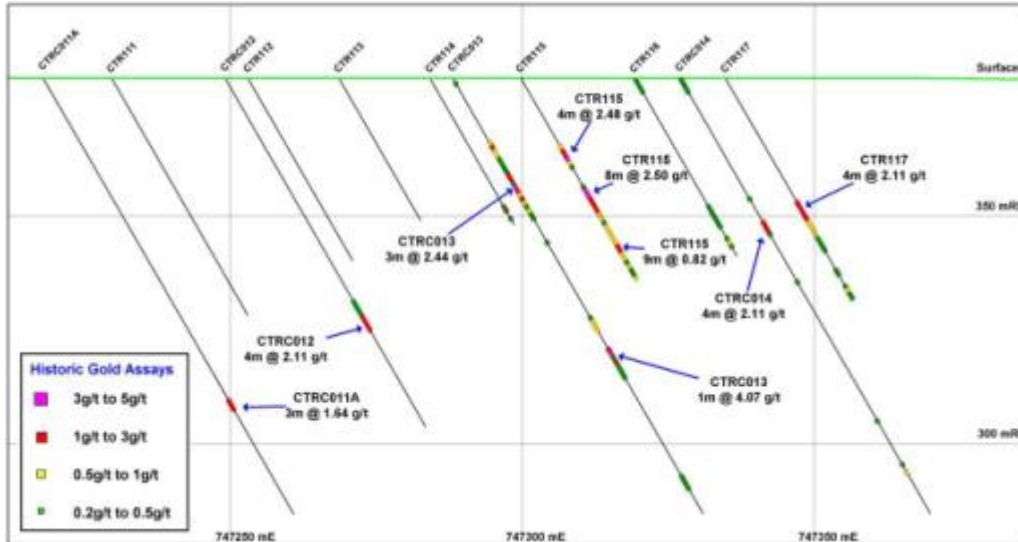 CTRC011A
CTR111
CTRC012
CTR112
CTR113
CTR114
CTRC013
CTR115
CTR116
CTRC014
CTR117
Surface
CTR115
4m @ 2.48 g/t
CTR115
8m @ 2.50 g/t
CTR117
4m @ 2.11 g/t
350 mR
CTRC013
3m @ 2.44 g/t
CTR115
9m @ 0.82 g/t
CTRC014
4m @ 2.11 g/t
CTRC012
4m @ 2.11 g/t
CTRC013
1m @ 4.07 g/t
CTRC011A
3m @ 1.64 g/t
Historic Gold Assays
3g/t to 5g/t
1g/t to 3g/t
0.5g/t to 1g/t
0.2g/t to 0.5g/t
300 mR
747250 mE
747300 mE
747350 mE